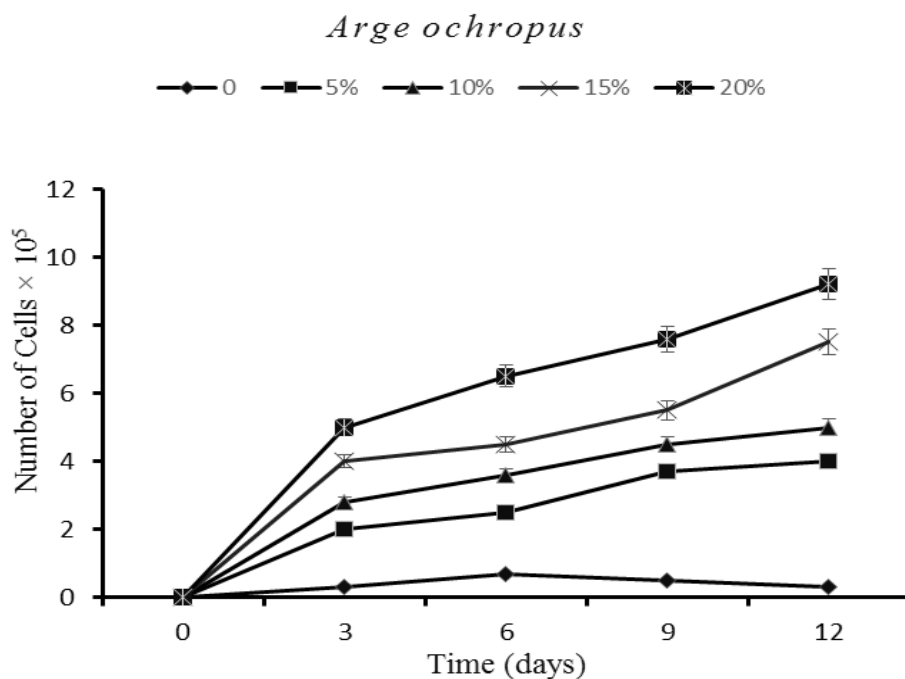 Arge ochropus
0 5% 10% 15% 20%
Number of Cells × 10⁵
12
10
8
6
4
2
0
0 3 6 9 12
Time (days)